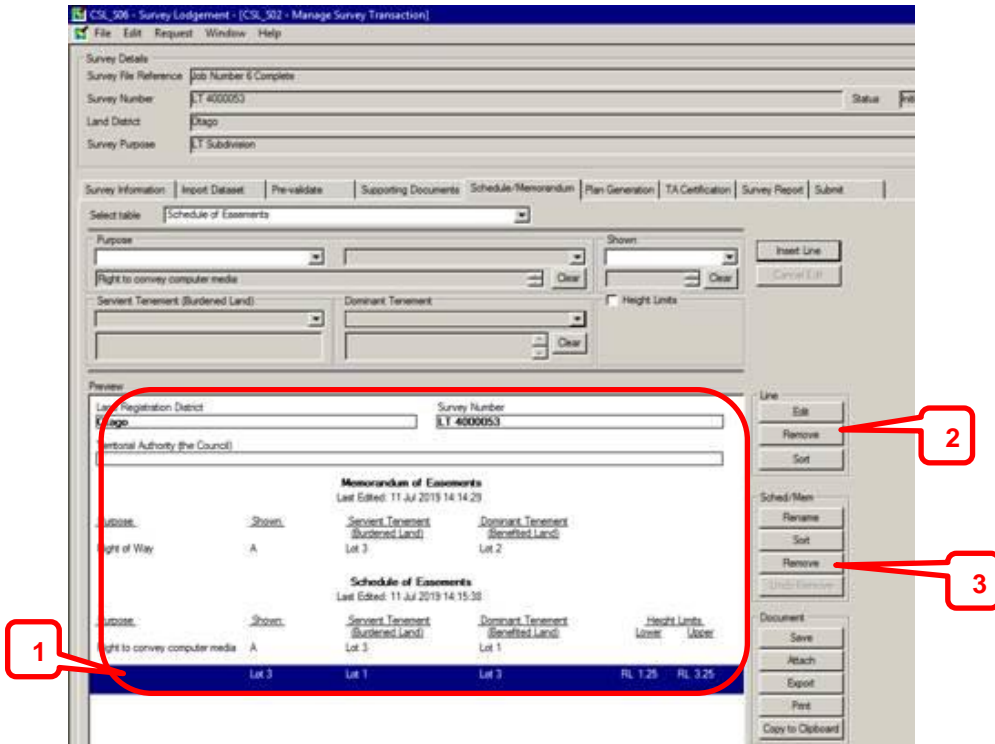 CSL_S06 - Survey Lodgement - [CSL_S02 - Manage Survey Transaction]
File Edit Request Window Help
Survey Details
Survey File Reference Job Number 6 Complete
Survey Number LT 4000053 Status
Land District Otago
Survey Purpose LT Subdivision
Survey Information Import Dataset Pre-validate Supporting Documents Schedule/Memorandum Plan Generation TA Certification Survey Report Submit
Select table Schedule of Easements
Purpose Shown Insert Line
Right to convey computer media Clear Clear Cancel Edit
Servient Tenement (Burdened Land) Dominant Tenement Height Limits
Clear
Preview Line
Land Registration District Survey Number Edit
Otago LT 4000053
Remove 2
Territorial Authority (the Council)
Sort
Memorandum of Easements
Last Edited: 11 Jul 2019 14:14:29 Sched/Mem
Rename
Purpose Shown Servient Tenement Dominant Tenement
(Burdened Land) (Benefited Land) Sort
Right of Way A Lot 3 Lot 2
Remove 3
Schedule of Easements
Undo Remove
Last Edited: 11 Jul 2019 14:15:38
Purpose Shown Servient Tenement Dominant Tenement Height Limits Document
(Burdened Land) (Benefited Land) Lower Upper Save
Right to convey computer media A Lot 3 Lot 1
1 Attach
Lot 3 Lot 1 Lot 3 RL 1.25 RL 3.25 Export
Print
Copy to Clipboard